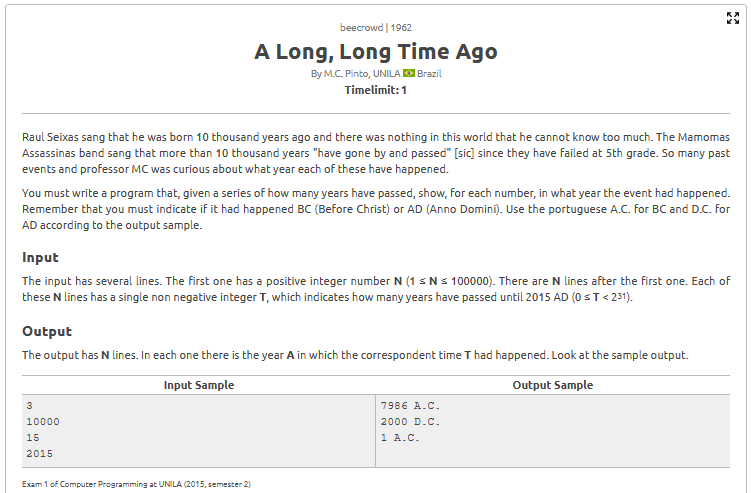 beecrowd | 1962
A Long, Long Time Ago
By M.C. Pinto, UNILA Brazil
Timelimit: 1
Raul Seixas sang that he was born 10 thousand years ago and there was nothing in this world that he cannot know too much. The Mamomas
Assassinas band sang that more than 10 thousand years "have gone by and passed" [sic] since they have failed at 5th grade. So many past
events and professor MC was curious about what year each of these have happened.
You must write a program that, given a series of how many years have passed, show, for each number, in what year the event had happened.
Remember that you must indicate if it had happened BC (Before Christ) or AD (Anno Domini). Use the portuguese A.C. for BC and D.C. for
AD according to the output sample.
Input
The input has several lines. The first one has a positive integer number N (1 ≤ N ≤ 100000). There are N lines after the first one. Each of
these N lines has a single non negative integer T, which indicates how many years have passed until 2015 AD (0 ≤ T < 2³¹).
Output
The output has N lines. In each one there is the year A in which the correspondent time T had happened. Look at the sample output.
Input Sample Output Sample
3 7986 A.C.
10000 2000 D.C.
15 1 A.C.
2015
Exam 1 of Computer Programming at UNILA (2015, semester 2)